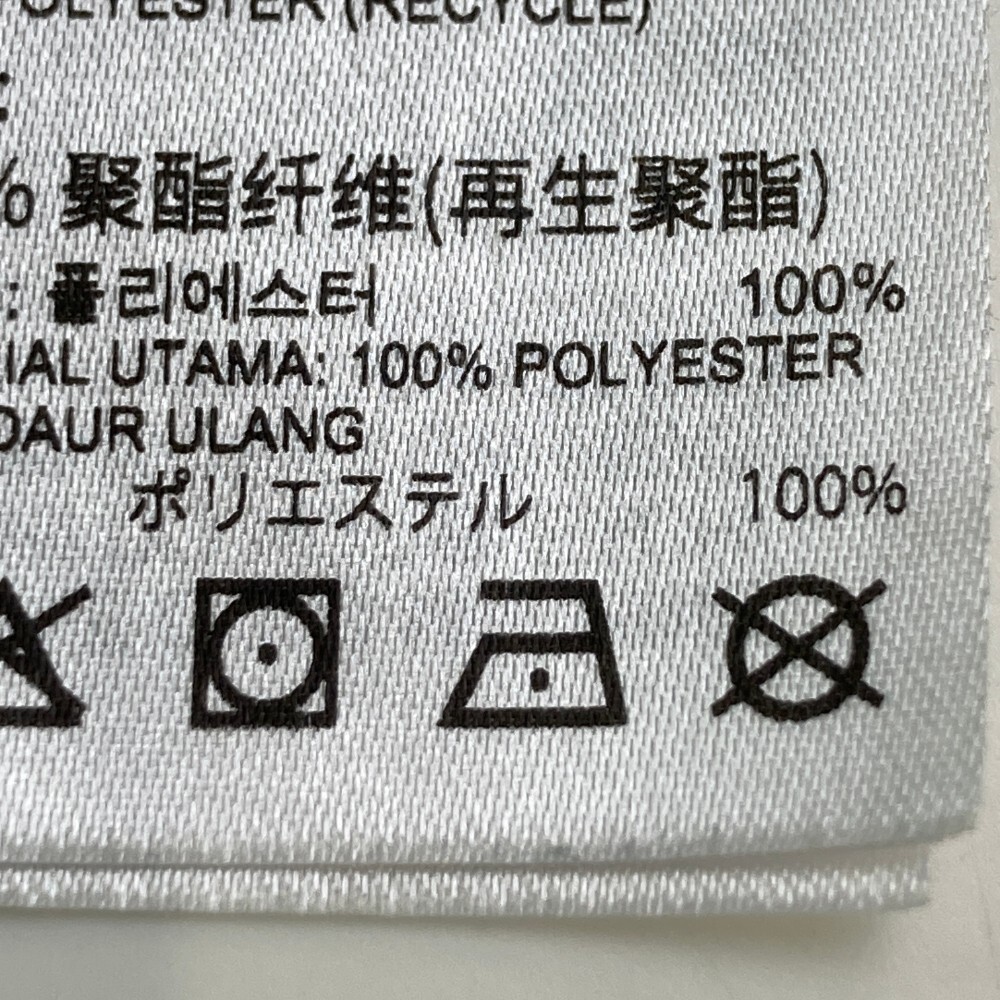 POLYESTER (RECYCLE)
:
% 聚酯纤维(再生聚酯)
: 폴리에스터 100%
IAL UTAMA: 100% POLYESTER
DAUR ULANG
ポリエステル 100%